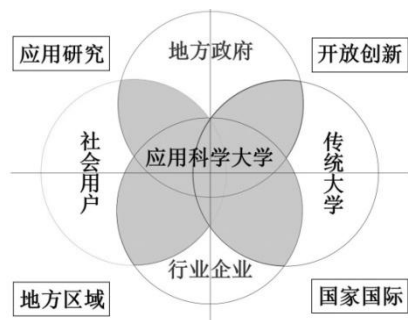 应用研究
地方政府
开放创新
社会用户
应用科学大学
传统大学
行业企业
地方区域
国家国际